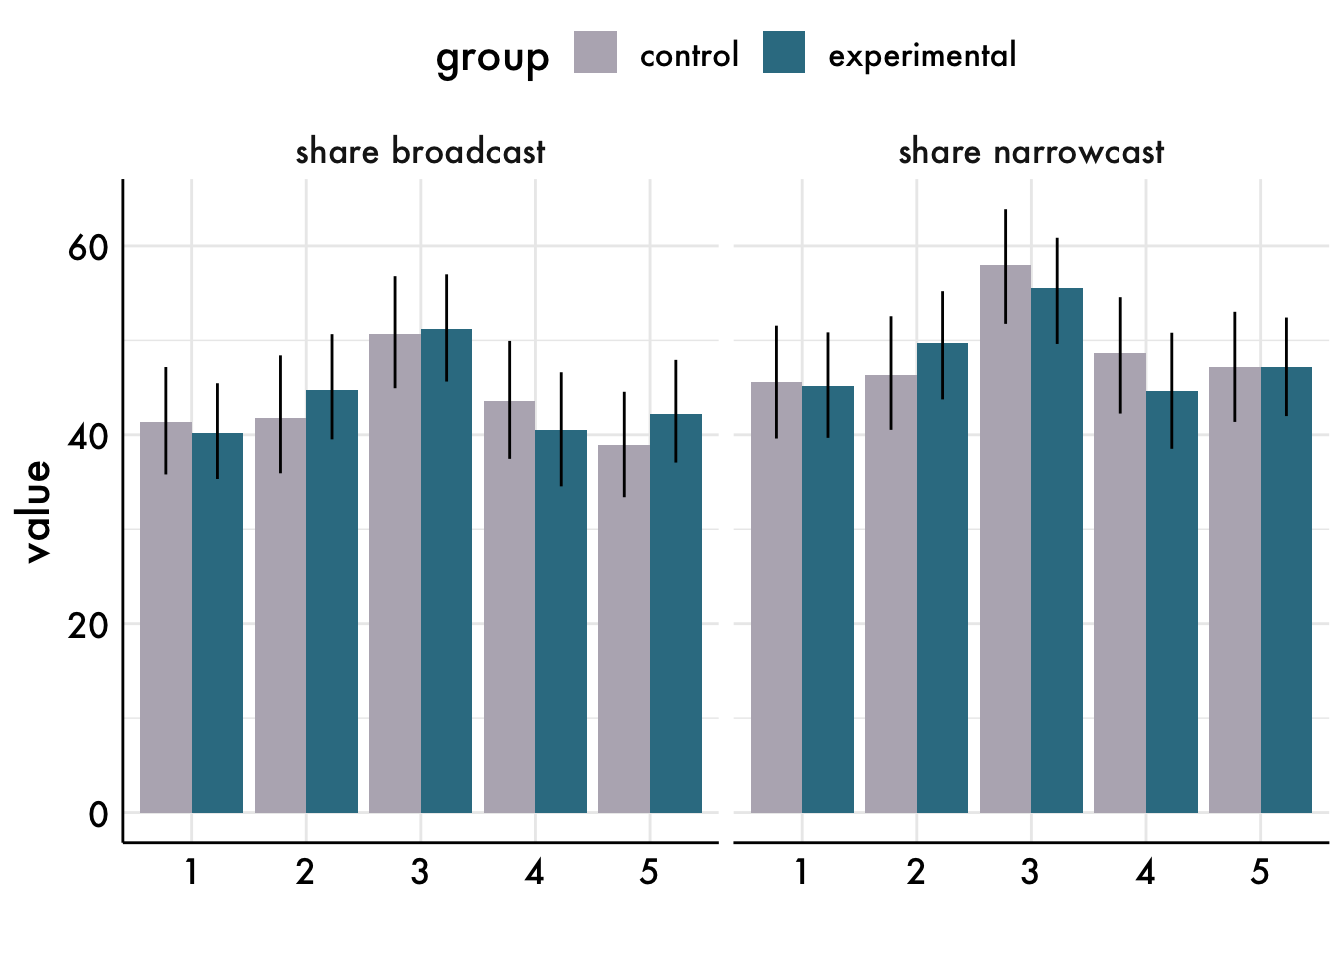 group control experimental
share broadcast share narrowcast
60
40
20
0
value
1 2 3 4 5 1 2 3 4 5